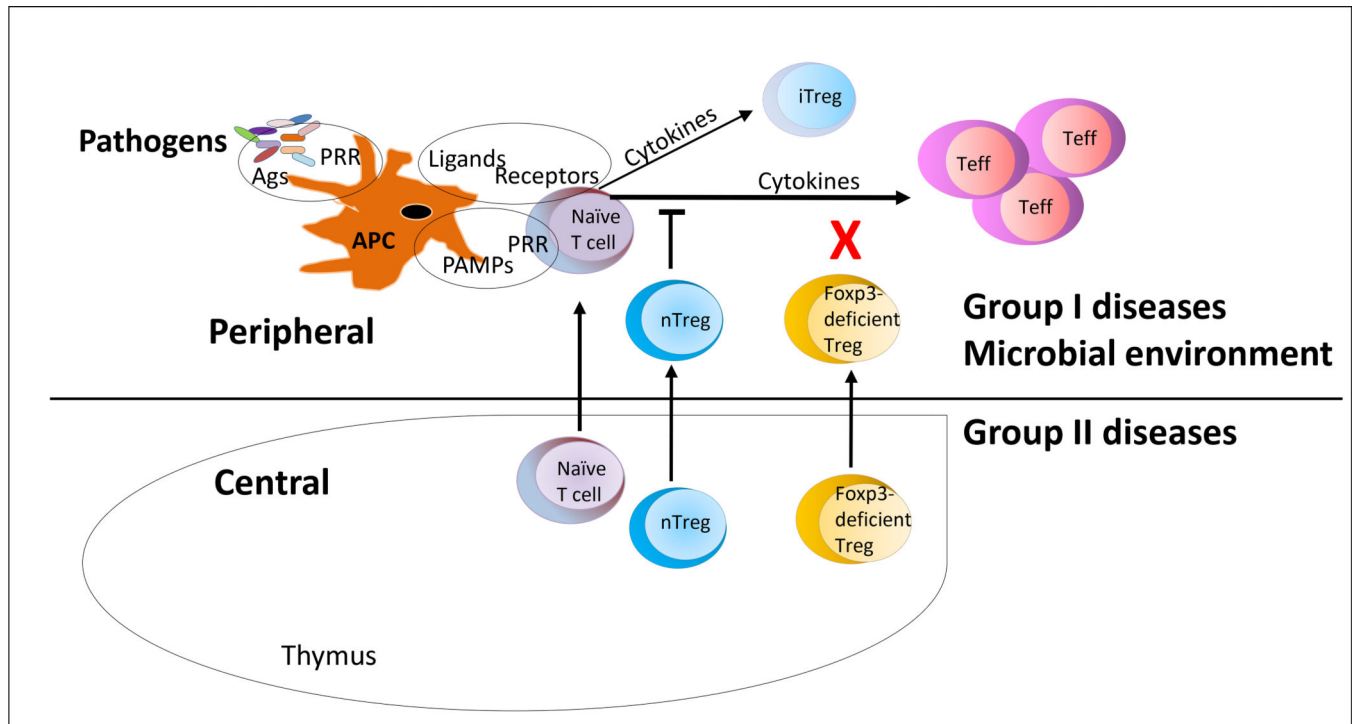 Pathogens
PRR
Ags
APC
Ligands
Receptors
PRR
PAMPs
Naïve
T cell
Cytokines
iTreg
Cytokines
Teff
Teff
Teff
nTreg
X
Foxp3-
deficient
Treg
Peripheral
Group I diseases
Microbial environment
Group II diseases
Central
Naïve
T cell
nTreg
Foxp3-
deficient
Treg
Thymus